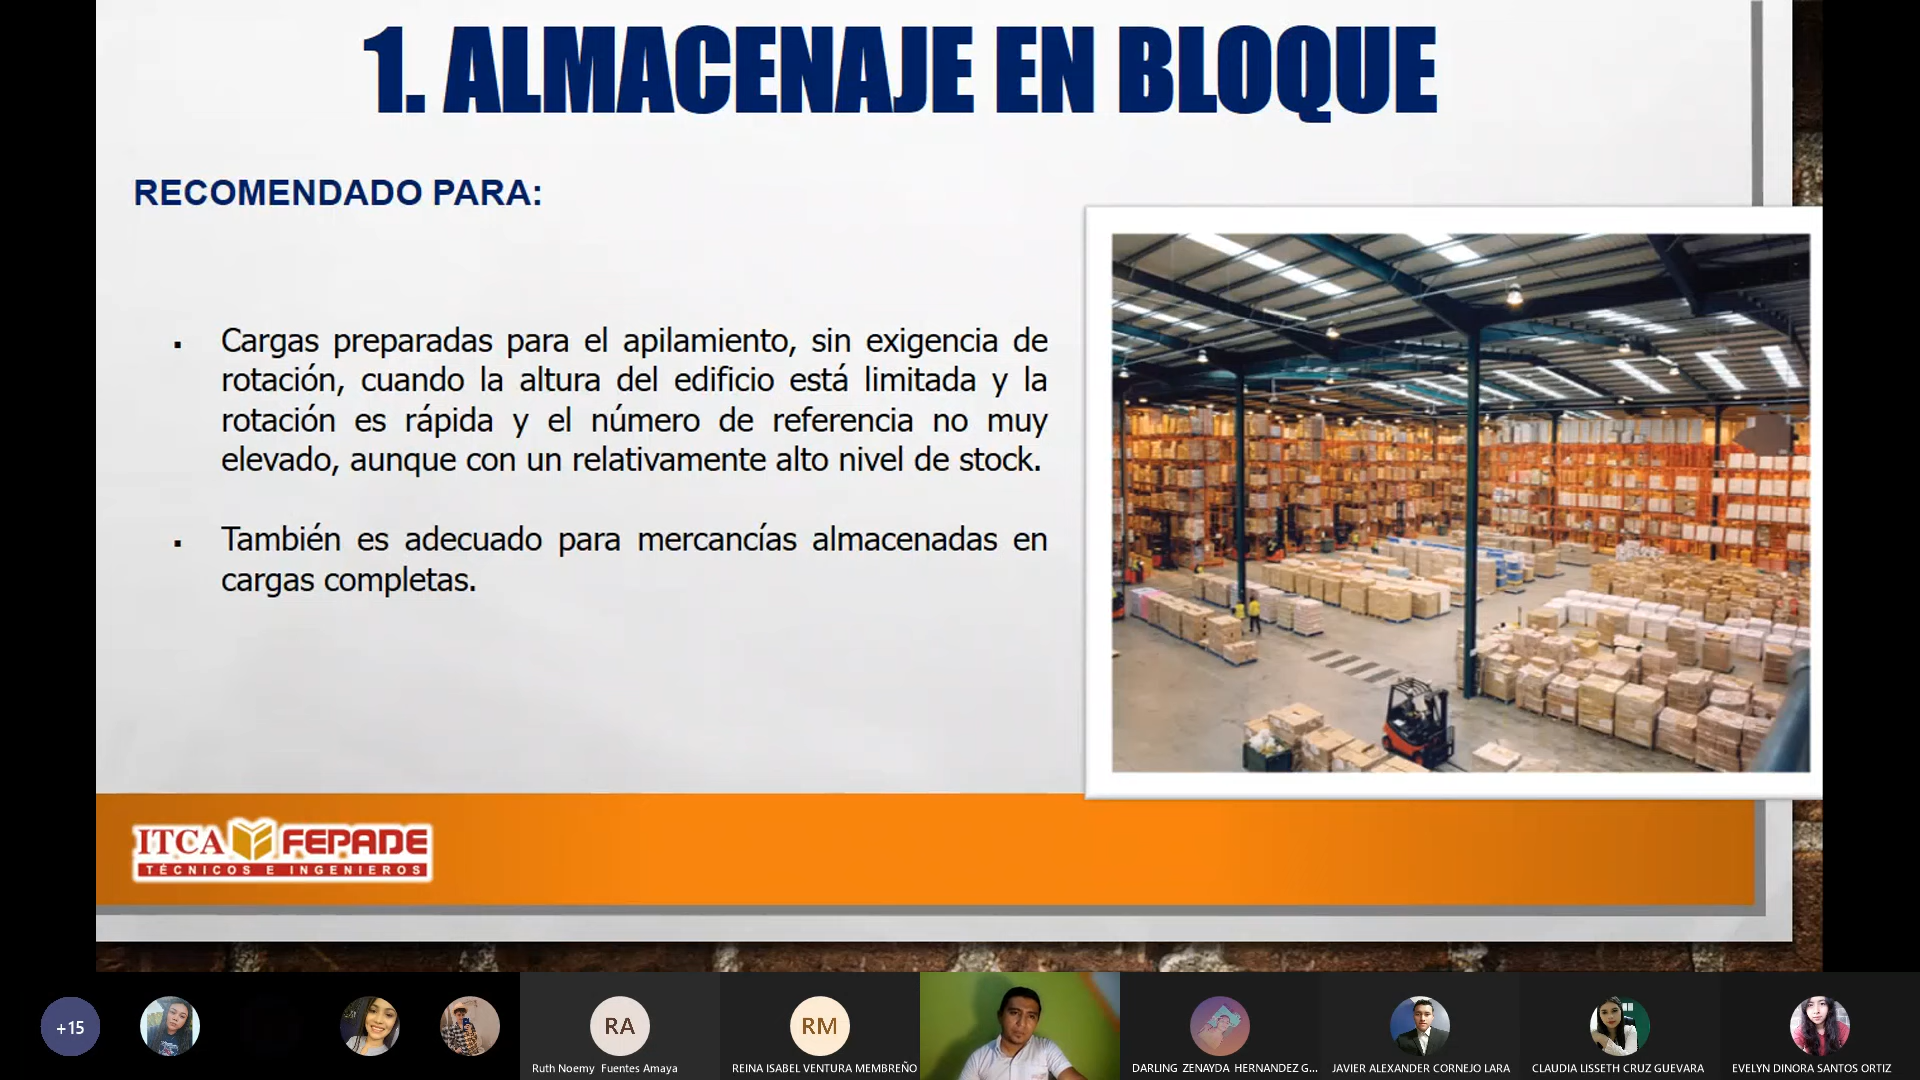 1. ALMACENAJE EN BLOQUE
RECOMENDADO PARA:
▪ Cargas preparadas para el apilamiento, sin exigencia de
rotación, cuando la altura del edificio está limitada y la
rotación es rápida y el número de referencia no muy
elevado, aunque con un relativamente alto nivel de stock.
▪ También es adecuado para mercancías almacenadas en
cargas completas.
ITCA FEPADE
TÉCNICOS E INGENIEROS
+15
RA
Ruth Noemy Fuentes Amaya
RM
REINA ISABEL VENTURA MEMBREÑO
DARLING ZENAYDA HERNANDEZ G...
JAVIER ALEXANDER CORNEJO LARA
CLAUDIA LISSETH CRUZ GUEVARA
EVELYN DINORA SANTOS ORTIZ